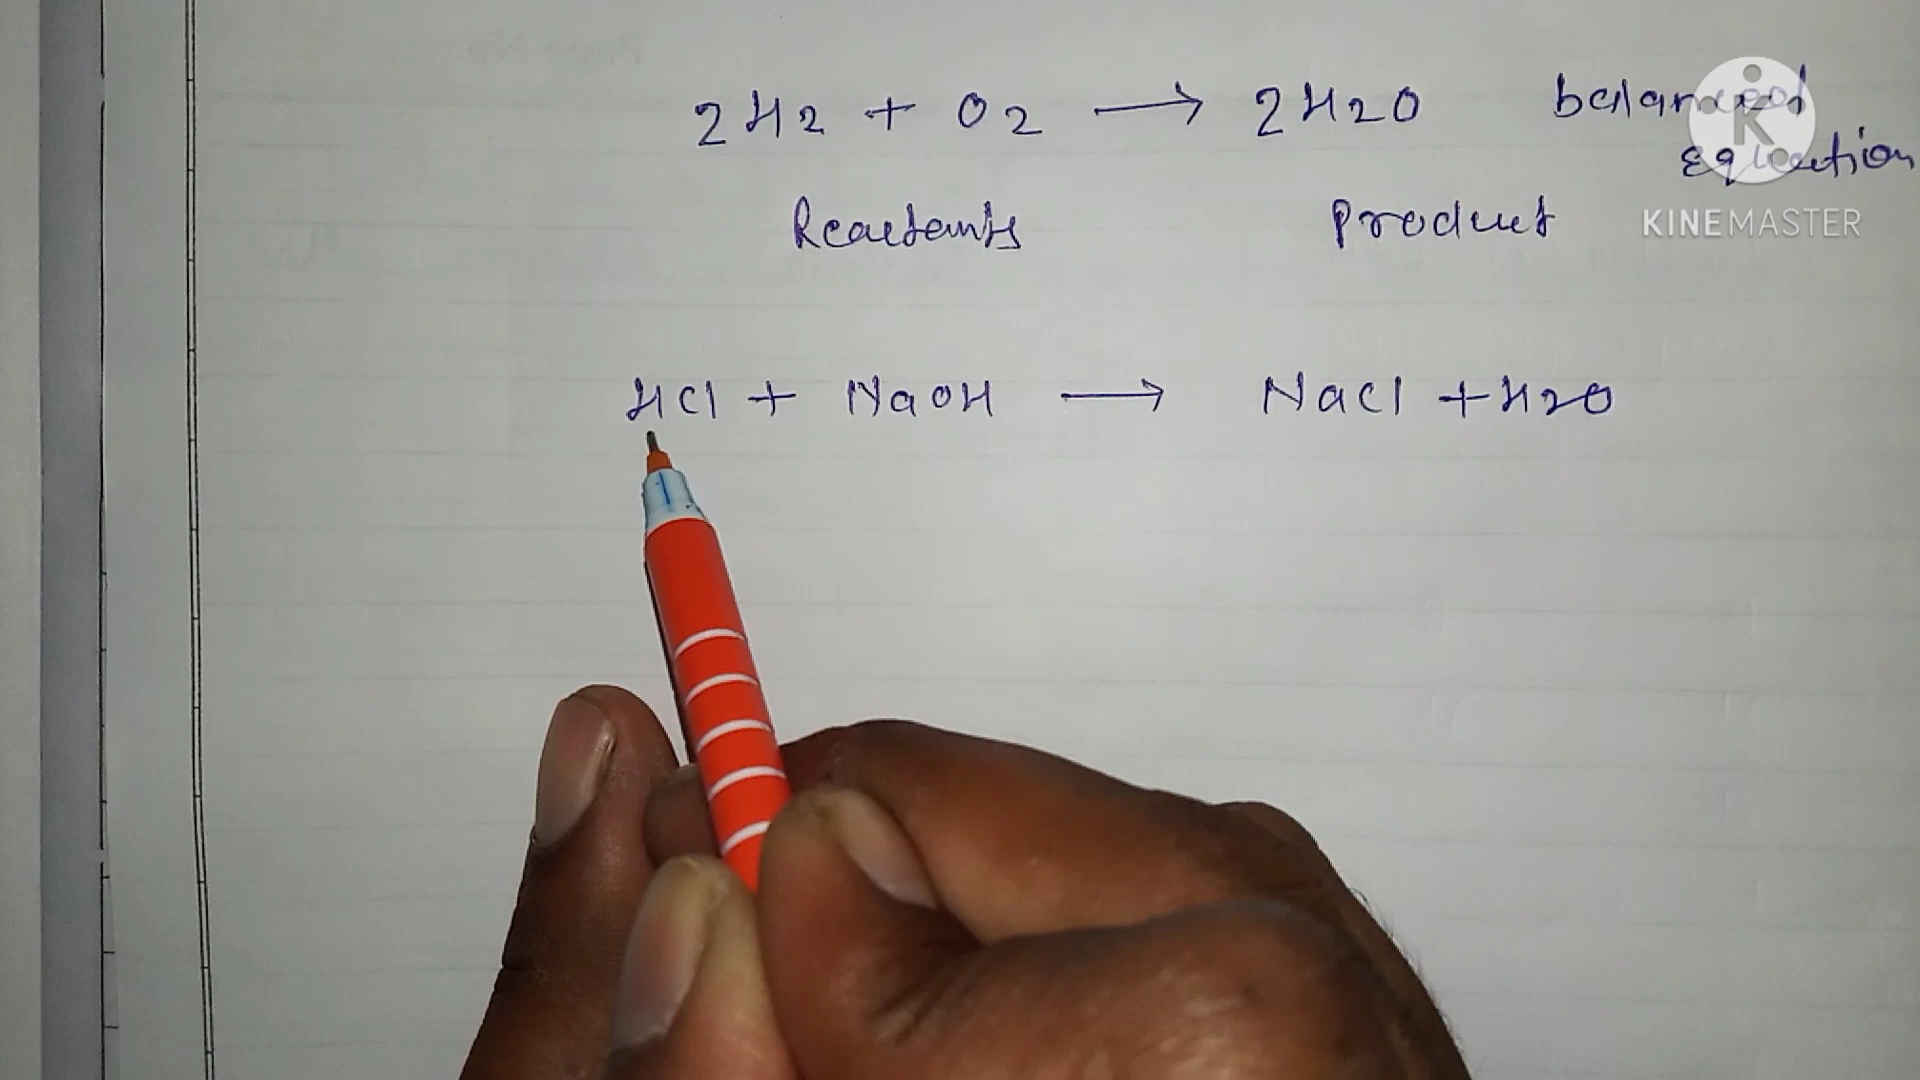 2H2 + O2 → 2H2O balanced
equation
Reactants Product
KINEMASTER
HCl + NaOH → NaCl + H2O